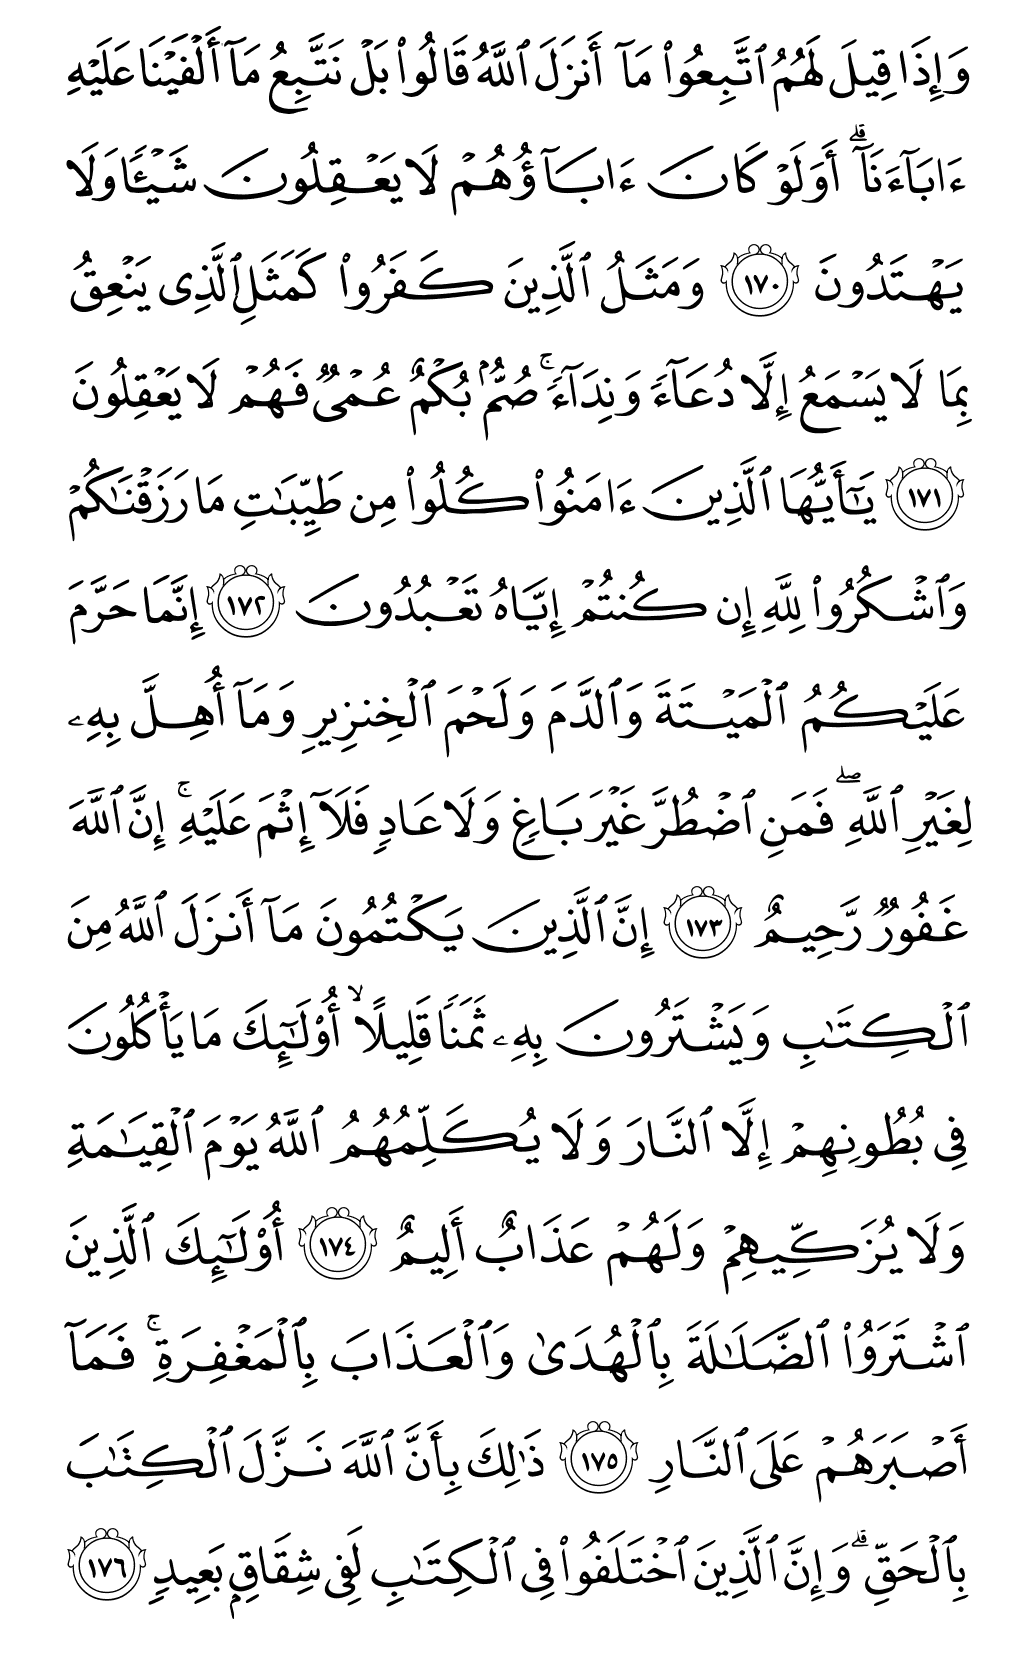 وَإِذَا قِيلَ لَهُمُ ٱتَّبِعُوا۟ مَآ أَنزَلَ ٱللَّهُ قَالُوا۟ بَلْ نَتَّبِعُ مَآ أَلْفَيْنَا عَلَيْهِ
ءَابَآءَنَآ ۗ أَوَلَوْ كَانَ ءَابَآؤُهُمْ لَا يَعْقِلُونَ شَيْـًٔا وَلَا
يَهْتَدُونَ ١٧٠ وَمَثَلُ ٱلَّذِينَ كَفَرُوا۟ كَمَثَلِ ٱلَّذِى يَنْعِقُ
بِمَا لَا يَسْمَعُ إِلَّا دُعَآءً وَنِدَآءً ۚ صُمٌّۢ بُكْمٌ عُمْىٌ فَهُمْ لَا يَعْقِلُونَ
١٧١ يَـٰٓأَيُّهَا ٱلَّذِينَ ءَامَنُوا۟ كُلُوا۟ مِن طَيِّبَـٰتِ مَا رَزَقْنَـٰكُمْ
وَٱشْكُرُوا۟ لِلَّهِ إِن كُنتُمْ إِيَّاهُ تَعْبُدُونَ ١٧٢ إِنَّمَا حَرَّمَ
عَلَيْكُمُ ٱلْمَيْتَةَ وَٱلدَّمَ وَلَحْمَ ٱلْخِنزِيرِ وَمَآ أُهِلَّ بِهِۦ
لِغَيْرِ ٱللَّهِ ۖ فَمَنِ ٱضْطُرَّ غَيْرَ بَاغٍ وَلَا عَادٍ فَلَآ إِثْمَ عَلَيْهِ ۚ إِنَّ ٱللَّهَ
غَفُورٌ رَّحِيمٌ ١٧٣ إِنَّ ٱلَّذِينَ يَكْتُمُونَ مَآ أَنزَلَ ٱللَّهُ مِنَ
ٱلْكِتَـٰبِ وَيَشْتَرُونَ بِهِۦ ثَمَنًا قَلِيلًا ۙ أُو۟لَـٰٓئِكَ مَا يَأْكُلُونَ
فِى بُطُونِهِمْ إِلَّا ٱلنَّارَ وَلَا يُكَلِّمُهُمُ ٱللَّهُ يَوْمَ ٱلْقِيَـٰمَةِ
وَلَا يُزَكِّيهِمْ وَلَهُمْ عَذَابٌ أَلِيمٌ ١٧٤ أُو۟لَـٰٓئِكَ ٱلَّذِينَ
ٱشْتَرَوُا۟ ٱلضَّلَـٰلَةَ بِٱلْهُدَىٰ وَٱلْعَذَابَ بِٱلْمَغْفِرَةِ ۚ فَمَآ
أَصْبَرَهُمْ عَلَى ٱلنَّارِ ١٧٥ ذَٰلِكَ بِأَنَّ ٱللَّهَ نَزَّلَ ٱلْكِتَـٰبَ
بِٱلْحَقِّ ۗ وَإِنَّ ٱلَّذِينَ ٱخْتَلَفُوا۟ فِى ٱلْكِتَـٰبِ لَفِى شِقَاقٍۭ بَعِيدٍ ١٧٦